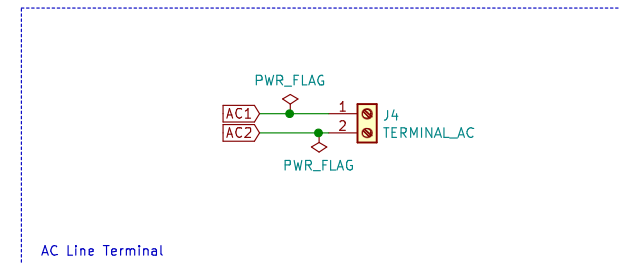 PWR_FLAG
AC1
1
J4
AC2
2
TERMINAL_AC
PWR_FLAG
AC Line Terminal